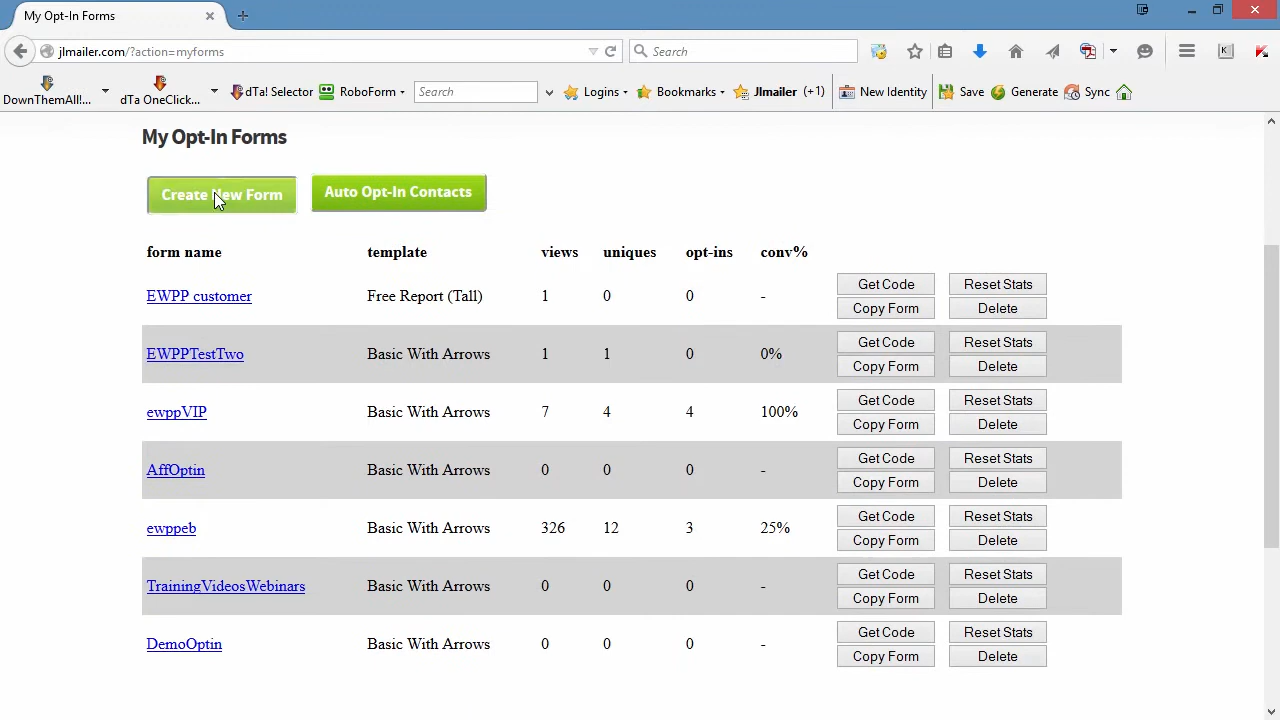 My Opt-In Forms
jlmailer.com/?action=myforms
Search
DownThemAll!... dTa OneClick... dTa! Selector RoboForm Search Logins Bookmarks Jlmailer (+1) New Identity Save Generate Sync
My Opt-In Forms
Create New Form Auto Opt-In Contacts
form name template views uniques opt-ins conv%
EWPP customer Free Report (Tall) 1 0 0 - Get Code Reset Stats
Copy Form Delete
EWPPTestTwo Basic With Arrows 1 1 0 0% Get Code Reset Stats
Copy Form Delete
ewppVIP Basic With Arrows 7 4 4 100% Get Code Reset Stats
Copy Form Delete
AffOptin Basic With Arrows 0 0 0 - Get Code Reset Stats
Copy Form Delete
ewppeb Basic With Arrows 326 12 3 25% Get Code Reset Stats
Copy Form Delete
TrainingVideosWebinars Basic With Arrows 0 0 0 - Get Code Reset Stats
Copy Form Delete
DemoOptin Basic With Arrows 0 0 0 - Get Code Reset Stats
Copy Form Delete